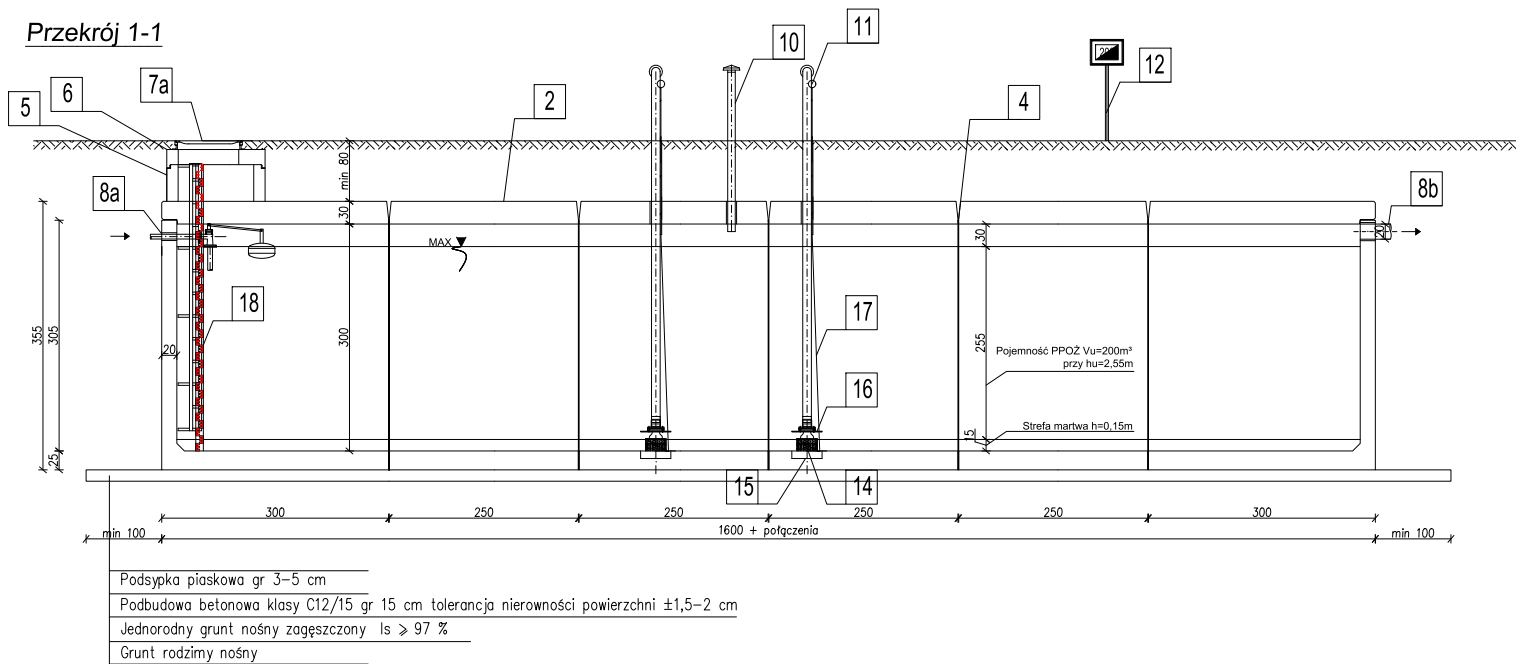 Przekrój 1-1
5
6
7a
2
10
11
4
12
8a
8b
min 80
30
MAX
30
20
355
305
20
18
300
17
255
Pojemność PPOŻ Vu=200m³
przy hu=2,55m
16
Strefa martwa h=0,15m
15
25
15
14
300
250
250
250
250
300
min 100
1600 + połączenia
min 100
Podsypka piaskowa gr 3–5 cm
Podbudowa betonowa klasy C12/15 gr 15 cm tolerancja nierówności powierzchni ±1,5–2 cm
Jednorodny grunt nośny zagęszczony Is ⩾ 97 %
Grunt rodzimy nośny